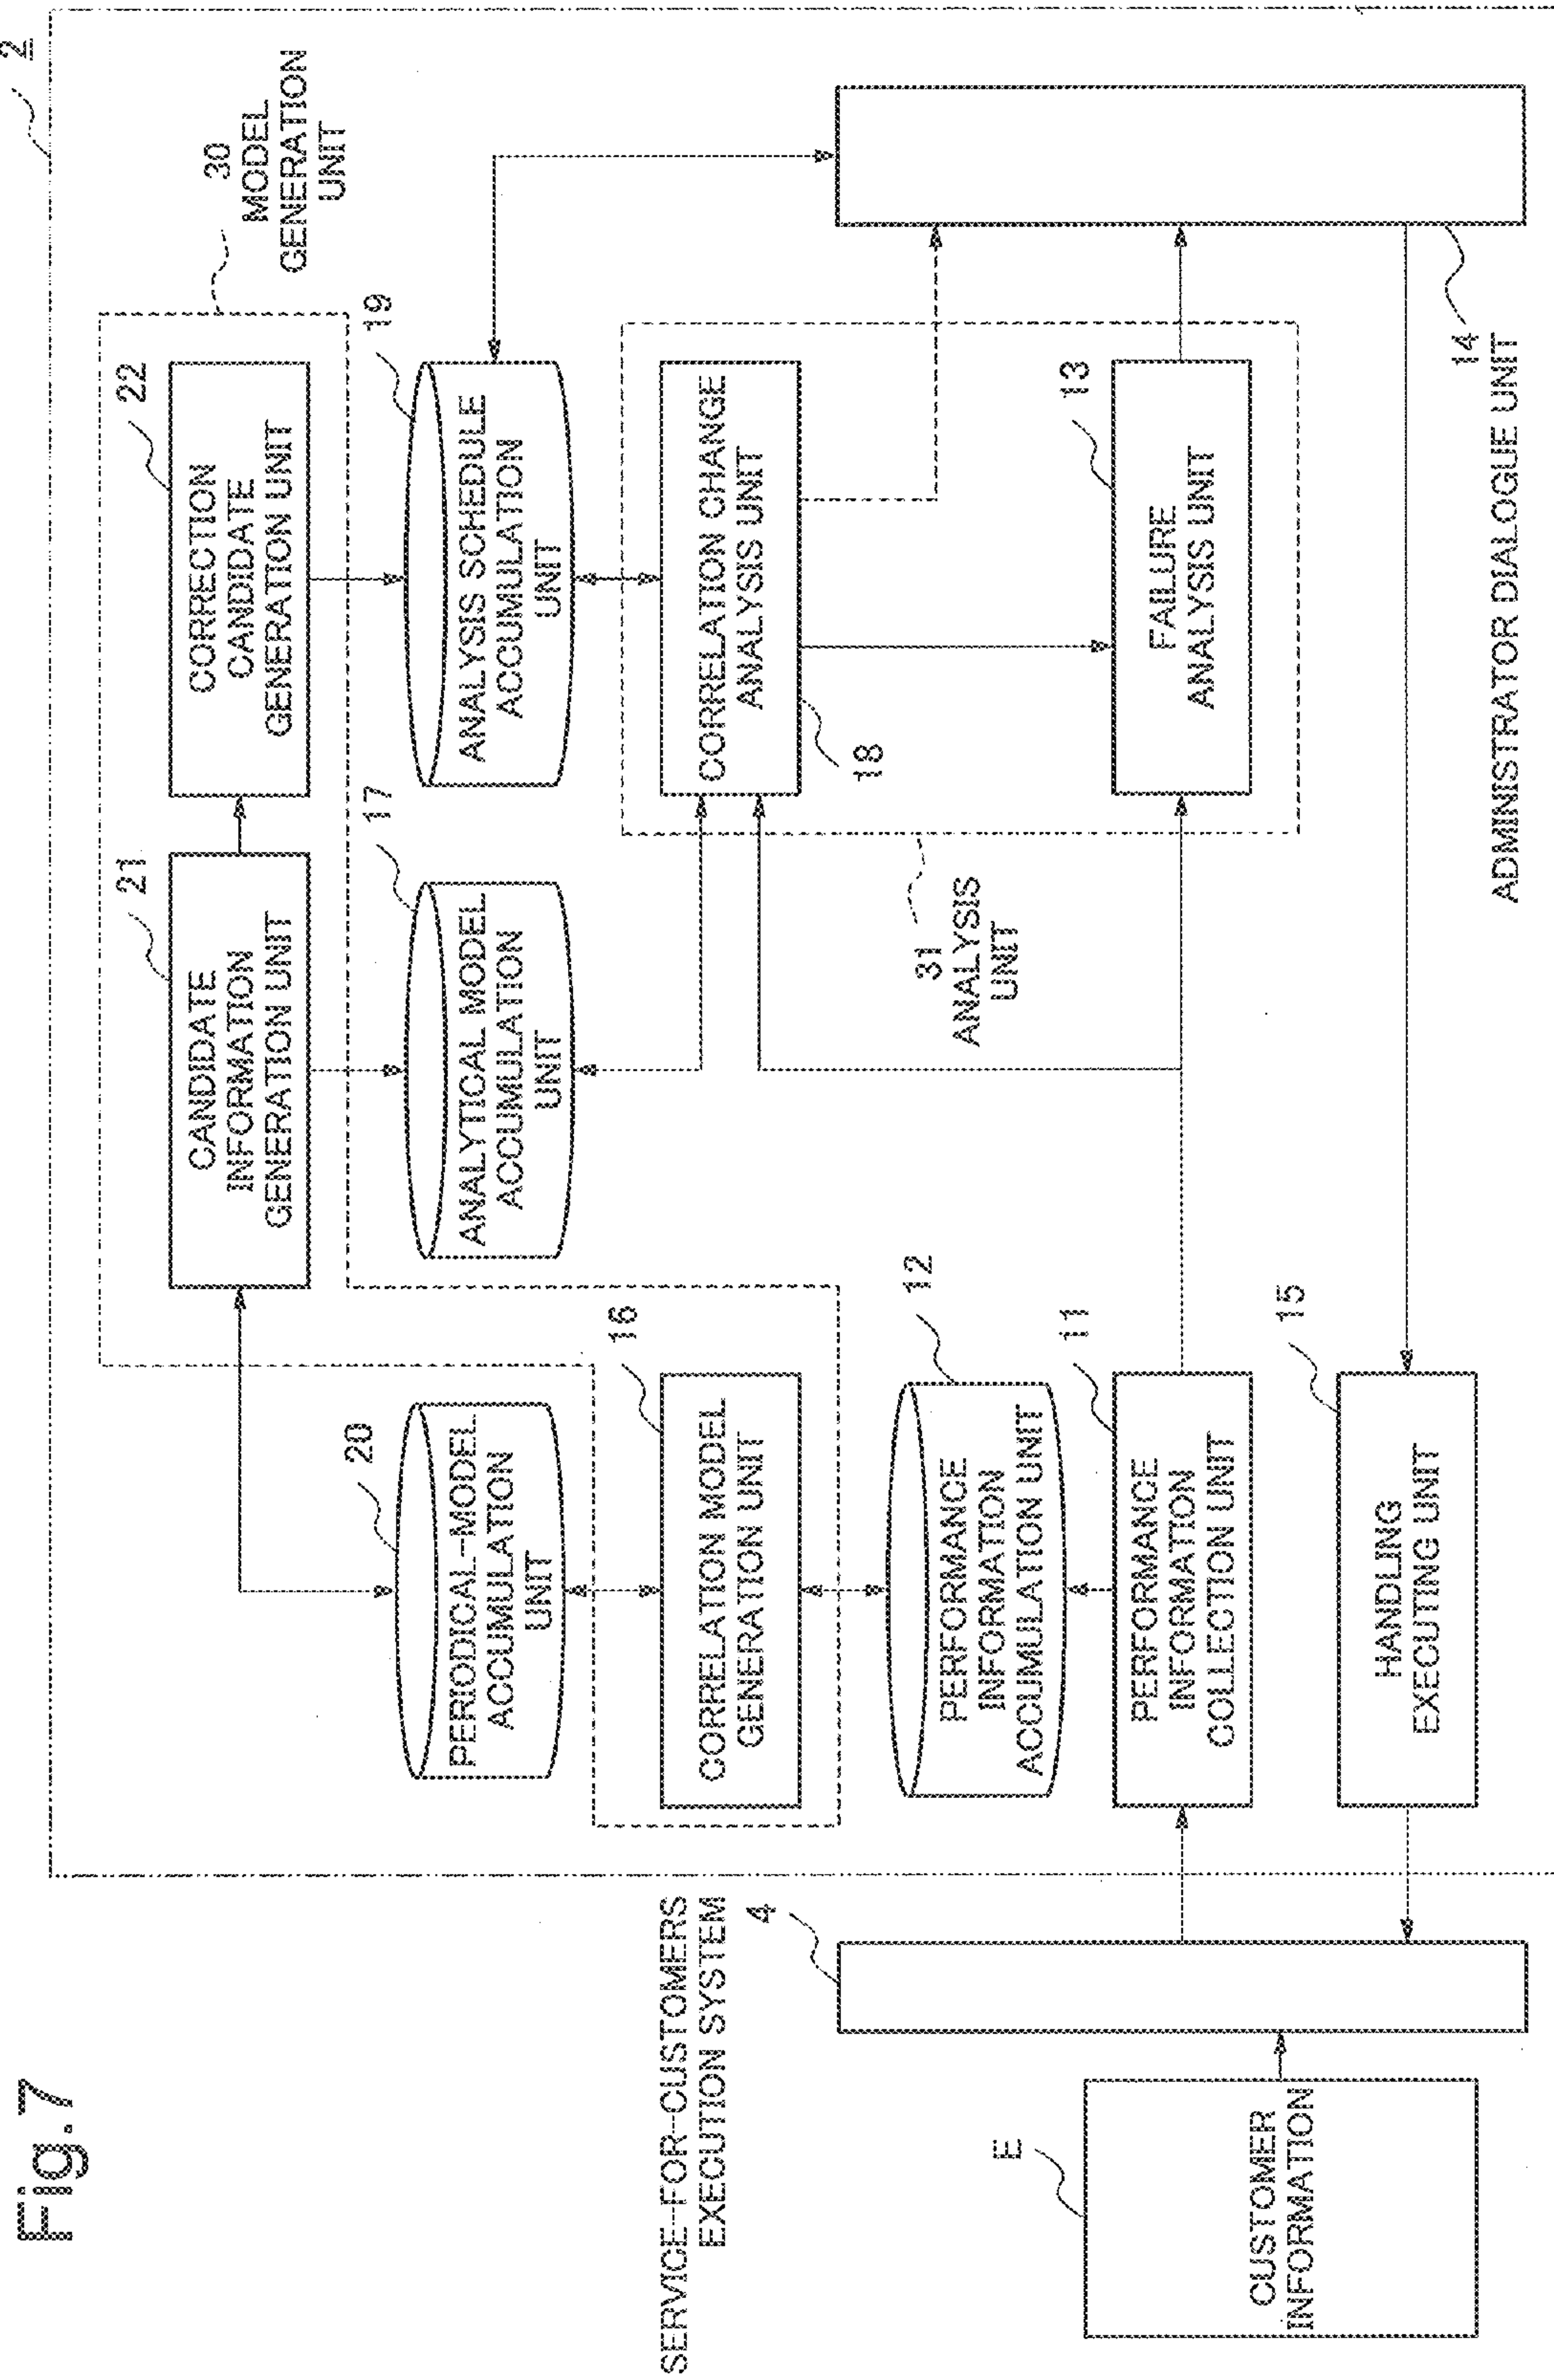 Fig.7
2
30
MODEL
GENERATION
UNIT
21
CANDIDATE
INFORMATION
GENERATION UNIT
22
CORRECTION
CANDIDATE
GENERATION UNIT
20
PERIODICAL-MODEL
ACCUMULATION
UNIT
17
ANALYTICAL MODEL
ACCUMULATION
UNIT
19
ANALYSIS SCHEDULE
ACCUMULATION
UNIT
16
CORRELATION MODEL
GENERATION UNIT
CORRELATION CHANGE
ANALYSIS UNIT
18
SERVICE-FOR-CUSTOMERS
EXECUTION SYSTEM
4
12
PERFORMANCE
INFORMATION
ACCUMULATION UNIT
31
ANALYSIS
UNIT
11
PERFORMANCE
INFORMATION
COLLECTION UNIT
13
FAILURE
ANALYSIS UNIT
E
CUSTOMER
INFORMATION
15
HANDLING
EXECUTING UNIT
14
ADMINISTRATOR DIALOGUE UNIT